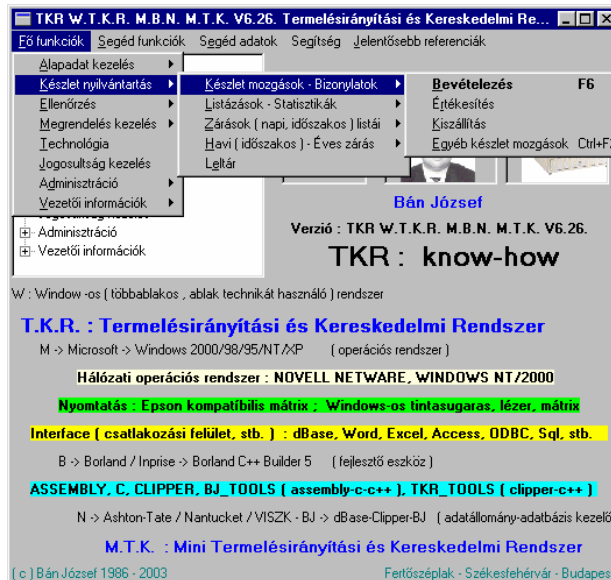 TKR W.T.K.R. M.B.N. M.T.K. V6.26. Termelésirányítási és Kereskedelmi Re...
Fő funkciók Segéd funkciók Segéd adatok Segítség Jelentősebb referenciák
Alapadat kezelés
Készlet nyilvántartás
Ellenőrzés
Megrendelés kezelés
Technológia
Jogosultság kezelés
Adminisztráció
Vezetői információk
Készlet mozgások - Bizonylatok
Listázások - Statisztikák
Zárások ( napi, időszakos ) listái
Havi ( időszakos ) - Éves zárás
Leltár
Bevételezés F6
Értékesítés
Kiszállítás
Egyéb készlet mozgások
Adminisztráció
Vezetői információk
Bán József
Verzió : TKR W.T.K.R. M.B.N. M.T.K. V6.26.
TKR : know-how
W : Window -os ( többablakos , ablak technikát használó ) rendszer
T.K.R. : Termelésirányítási és Kereskedelmi Rendszer
M -> Microsoft -> Windows 2000/98/95/NT/XP ( operációs rendszer )
Hálózati operációs rendszer : NOVELL NETWARE, WINDOWS NT/2000
Nyomtatás : Epson kompatíbilis mátrix ; Windows-os tintasugaras, lézer, mátrix
Interface ( csatlakozási felület, stb. ) : dBase, Word, Excel, Access, ODBC, Sql, stb.
B -> Borland / Inprise -> Borland C++ Builder 5 ( fejlesztő eszköz )
ASSEMBLY, C, CLIPPER, BJ_TOOLS ( assembly-c-c++ ), TKR_TOOLS ( clipper-c++ )
N -> Ashton-Tate / Nantucket / VISZK - BJ -> dBase-Clipper-BJ ( adatállomány-adatbázis kezelő
M.T.K. : Mini Termelésirányítási és Kereskedelmi Rendszer
( c ) Bán József 1986 - 2003 Fertőszéplak - Székesfehérvár - Budapes